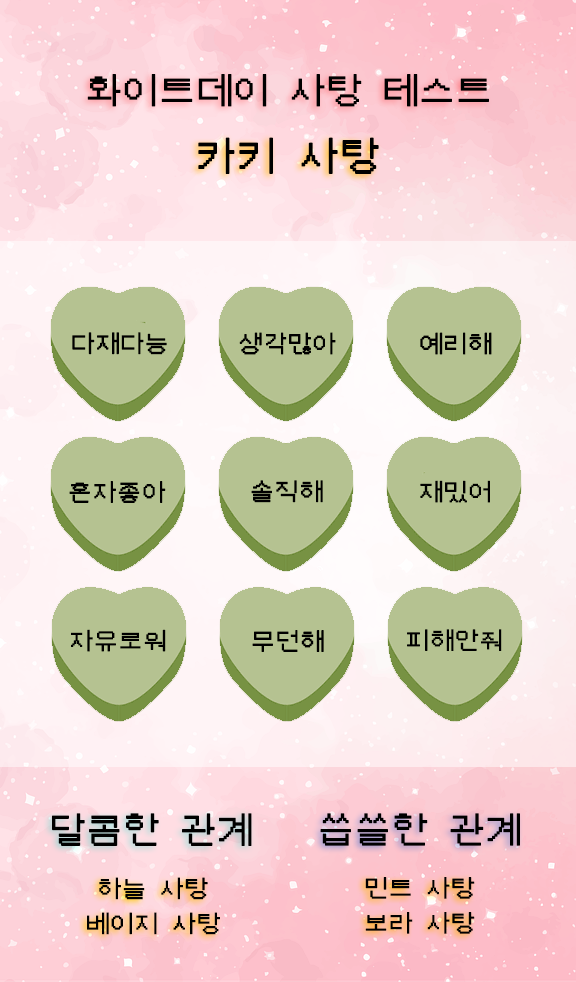 화이트데이 사탕 테스트
카키 사탕
다재다능 생각많아 예리해
혼자좋아 솔직해 재밌어
자유로워 무던해 피해안줘
달콤한 관계 씁쓸한 관계
하늘 사탕 민트 사탕
베이지 사탕 보라 사탕